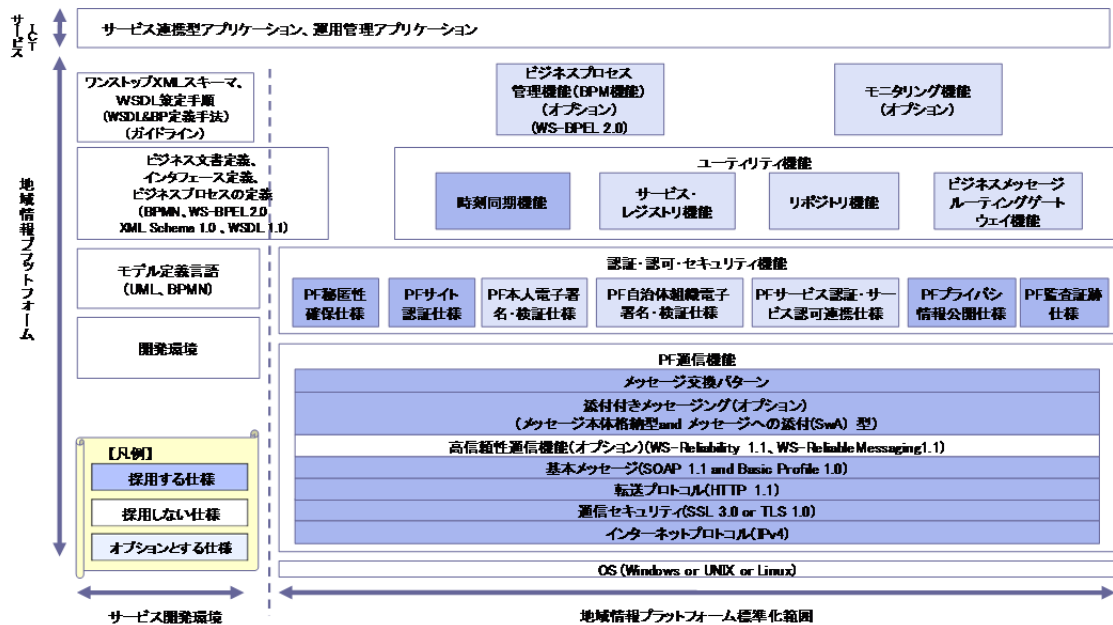 サービス
ICT
サービス連携型アプリケーション、運用管理アプリケーション
地域情報プラットフォーム
ワンストップXMLスキーマ、
WSDL策定手順
(WSDL&BP定義手法)
(ガイドライン)
ビジネスプロセス
管理機能(BPM機能)
(オプション)
(WS-BPEL 2.0)
モニタリング機能
(オプション)
ビジネス文書定義、
インタフェース定義、
ビジネスプロセスの定義
(BPMN、WS-BPEL2.0
XML Schema 1.0 、WSDL 1.1)
ユーティリティ機能
時刻同期機能
サービス・
レジストリ機能
リポジトリ機能
ビジネスメッセージ
ルーティングゲート
ウェイ機能
モデル定義言語
(UML、BPMN)
認証・認可・セキュリティ機能
PF秘匿性
確保仕様
PFサイト
認証仕様
PF本人電子署
名・検証仕様
PF自治体組織電子
署名・検証仕様
PFサービス認証・サー
ビス認可連携仕様
PFプライバシ
情報公開仕様
PF監査証跡
仕様
開発環境
PF通信機能
メッセージ交換パターン
添付付きメッセージング(オプション)
(メッセージ本体格納型and メッセージへの添付(SwA) 型)
高信頼性通信機能(オプション)(WS-Reliability 1.1、WS-ReliableMessaging1.1)
基本メッセージ(SOAP 1.1 and Basic Profile 1.0)
転送プロトコル(HTTP 1.1)
通信セキュリティ(SSL 3.0 or TLS 1.0)
インターネットプロトコル(IPv4)
【凡例】
採用する仕様
採用しない仕様
オプションとする仕様
OS (Windows or UNIX or Linux)
サービス開発環境
地域情報プラットフォーム標準化範囲